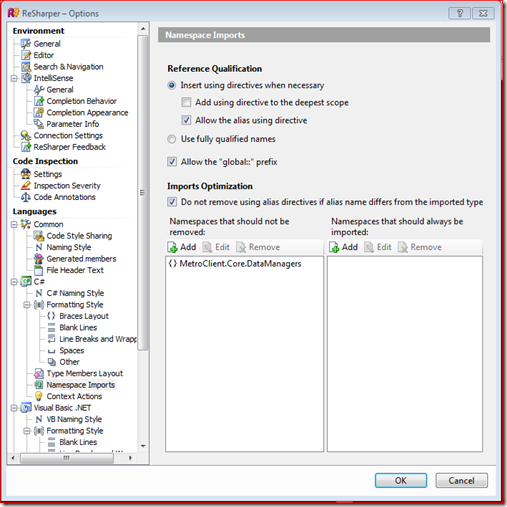 ReSharper – Options
Environment
General
Editor
Search & Navigation
IntelliSense
General
Completion Behavior
Completion Appearance
Parameter Info
Connection Settings
ReSharper Feedback
Code Inspection
Settings
Inspection Severity
Code Annotations
Languages
Common
Code Style Sharing
Naming Style
Generated members
File Header Text
C#
C# Naming Style
Formatting Style
Braces Layout
Blank Lines
Line Breaks and Wrapp
Spaces
Other
Type Members Layout
Namespace Imports
Context Actions
Visual Basic .NET
VB Naming Style
Formatting Style
Blank Lines
Namespace Imports
Reference Qualification
Insert using directives when necessary
Add using directive to the deepest scope
Allow the alias using directive
Use fully qualified names
Allow the "global::" prefix
Imports Optimization
Do not remove using alias directives if alias name differs from the imported type
Namespaces that should not be
removed:
Add Edit Remove
{} MetroClient.Core.DataManagers
Namespaces that should always be
imported:
Add Edit Remove
OK Cancel